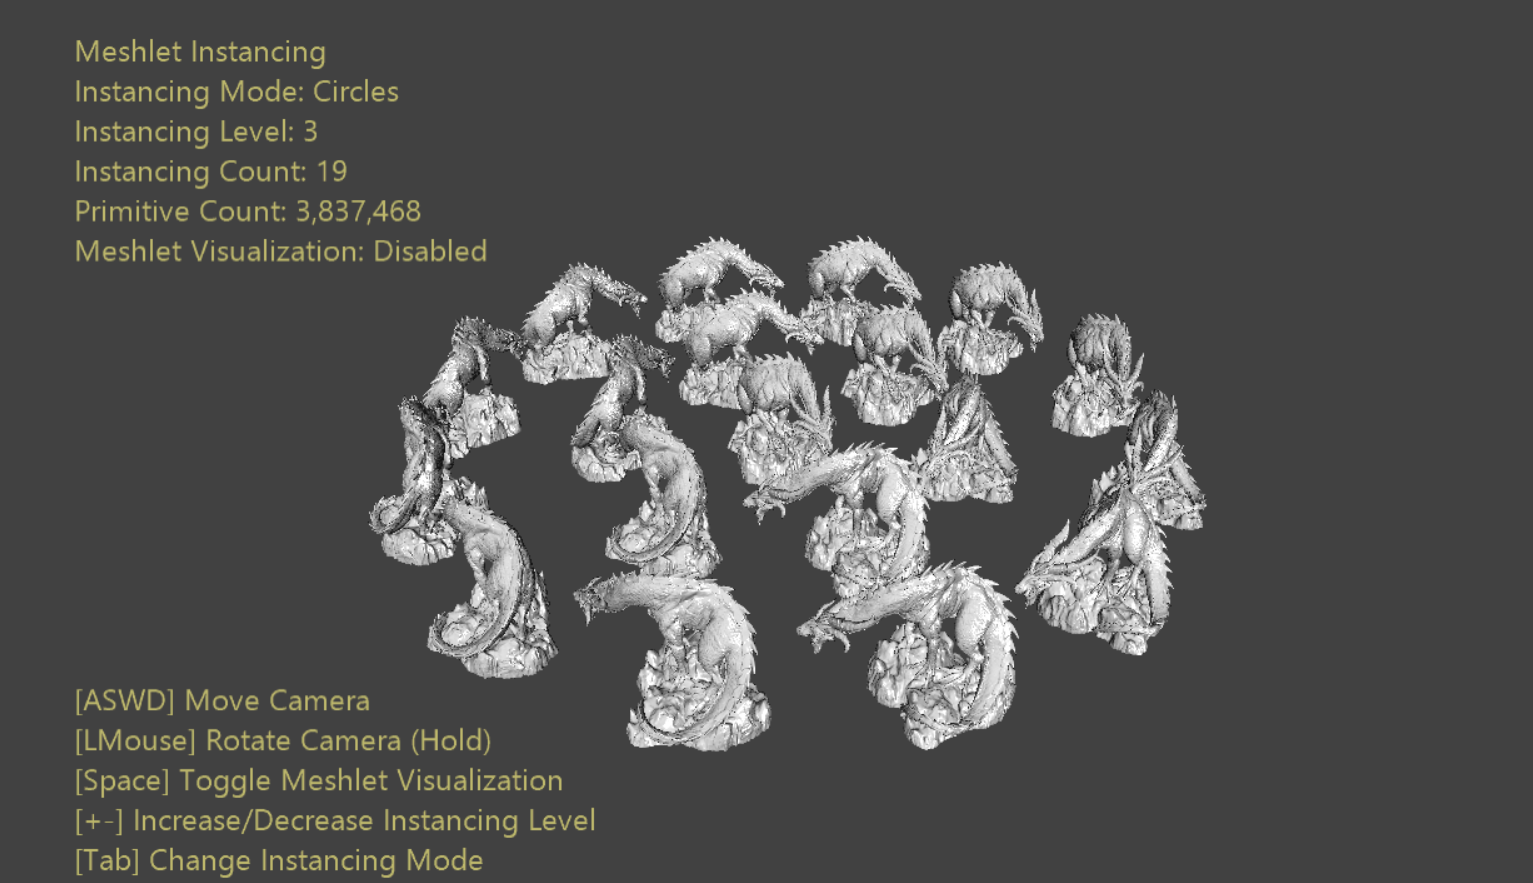 Meshlet Instancing
Instancing Mode: Circles
Instancing Level: 3
Instancing Count: 19
Primitive Count: 3,837,468
Meshlet Visualization: Disabled
[ASWD] Move Camera
[LMouse] Rotate Camera (Hold)
[Space] Toggle Meshlet Visualization
[+-] Increase/Decrease Instancing Level
[Tab] Change Instancing Mode